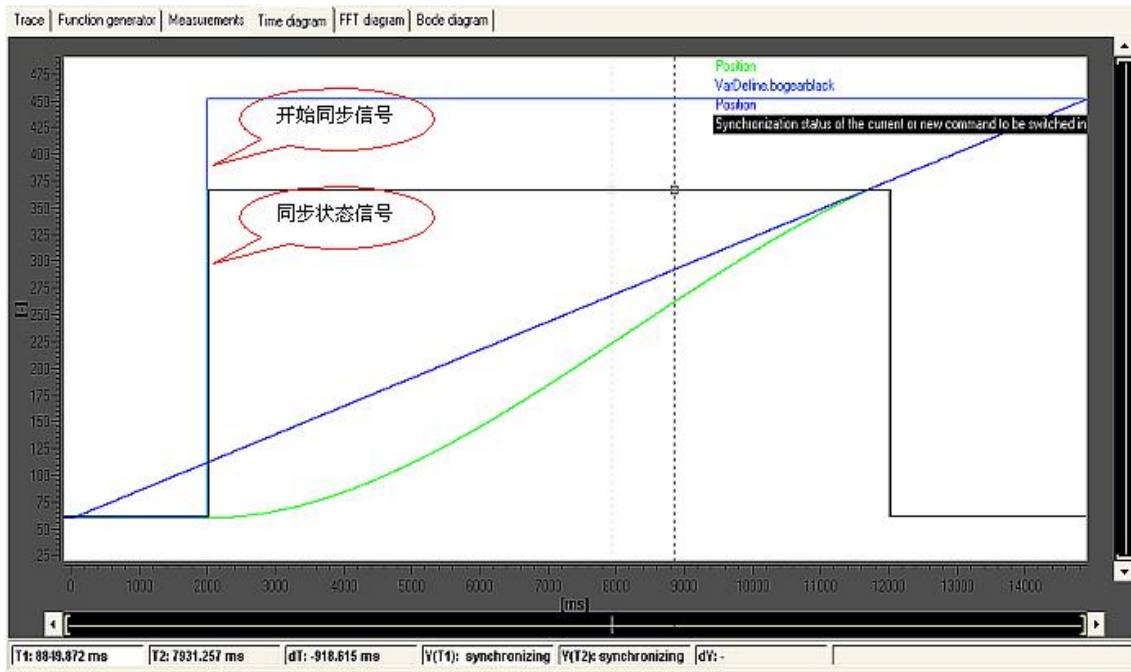 Trace Function generator Measurements Time diagram FFT diagram Bode diagram
Position
VarDefine.bogearblack
Position
Synchronization status of the current or new command to be switched in
开始同步信号
同步状态信号
475
450
425
400
375
350
325
300
275
250
225
200
175
150
125
100
75
50
25
[-]
0 1000 2000 3000 4000 5000 6000 7000 8000 9000 10000 11000 12000 13000 14000
[ms]
T1: 8849.872 ms T2: 7931.257 ms dT: -918.615 ms Y(T1): synchronizing Y(T2): synchronizing dY: -